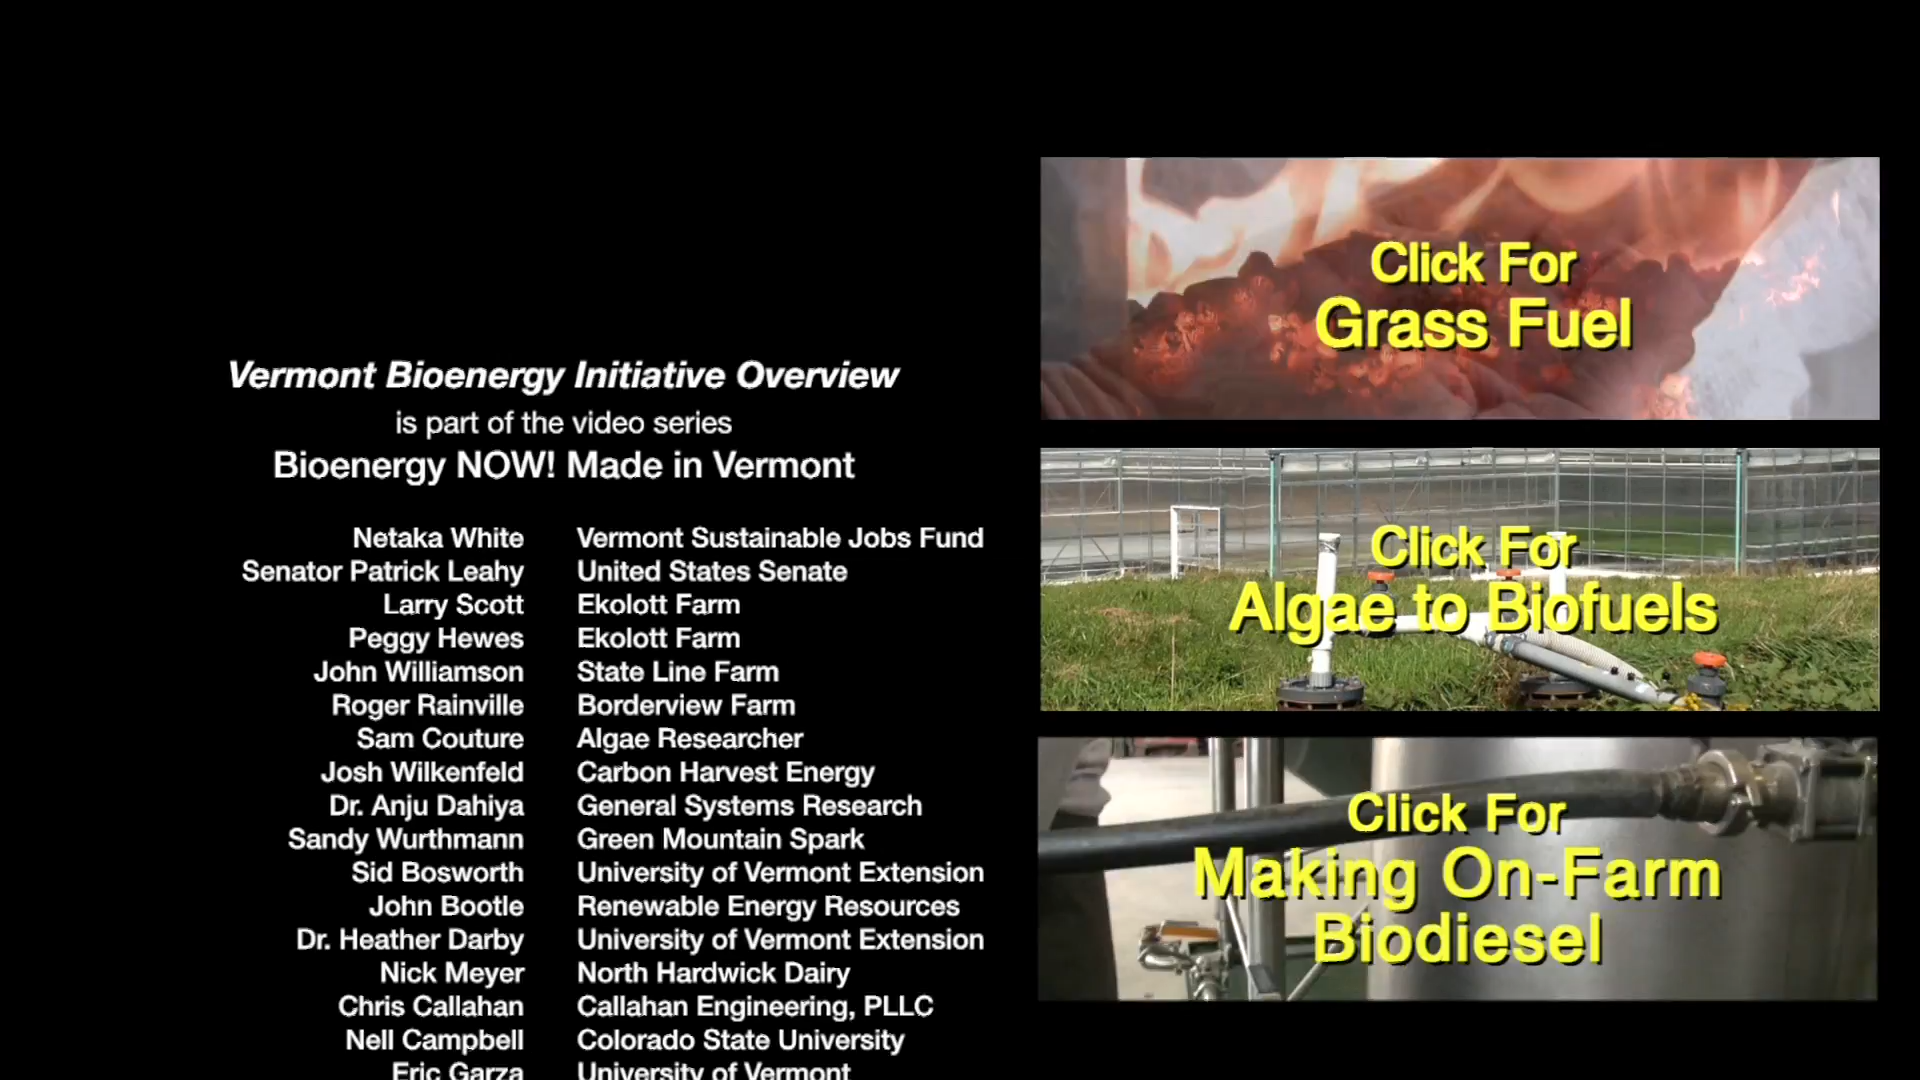 Vermont Bioenergy Initiative Overview
is part of the video series
Bioenergy NOW! Made in Vermont
Netaka White Vermont Sustainable Jobs Fund
Senator Patrick Leahy United States Senate
Larry Scott Ekolott Farm
Peggy Hewes Ekolott Farm
John Williamson State Line Farm
Roger Rainville Borderview Farm
Sam Couture Algae Researcher
Josh Wilkenfeld Carbon Harvest Energy
Dr. Anju Dahiya General Systems Research
Sandy Wurthmann Green Mountain Spark
Sid Bosworth University of Vermont Extension
John Bootle Renewable Energy Resources
Dr. Heather Darby University of Vermont Extension
Nick Meyer North Hardwick Dairy
Chris Callahan Callahan Engineering, PLLC
Nell Campbell Colorado State University
Eric Garza University of Vermont
Click For
Grass Fuel
Click For
Algae to Biofuels
Click For
Making On-Farm
Biodiesel